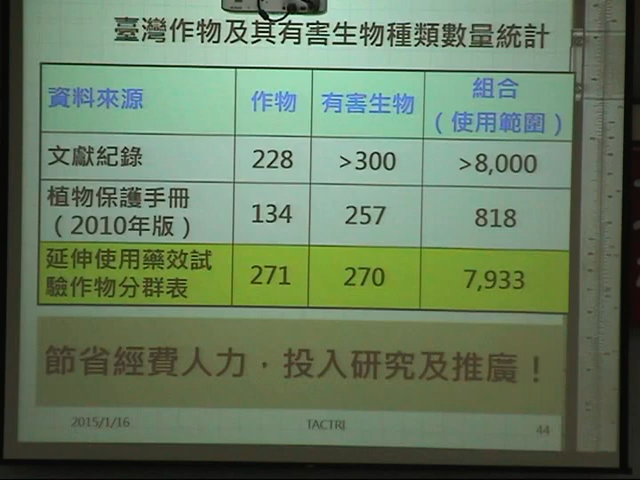 臺灣作物及其有害生物種類數量統計
資料來源 作物 有害生物 組合
（使用範圍）
文獻紀錄 228 >300 >8,000
植物保護手冊
（2010年版） 134 257 818
延伸使用藥效試
驗作物分群表 271 270 7,933
節省經費人力，投入研究及推廣！
2015/1/16 TACTRI 44